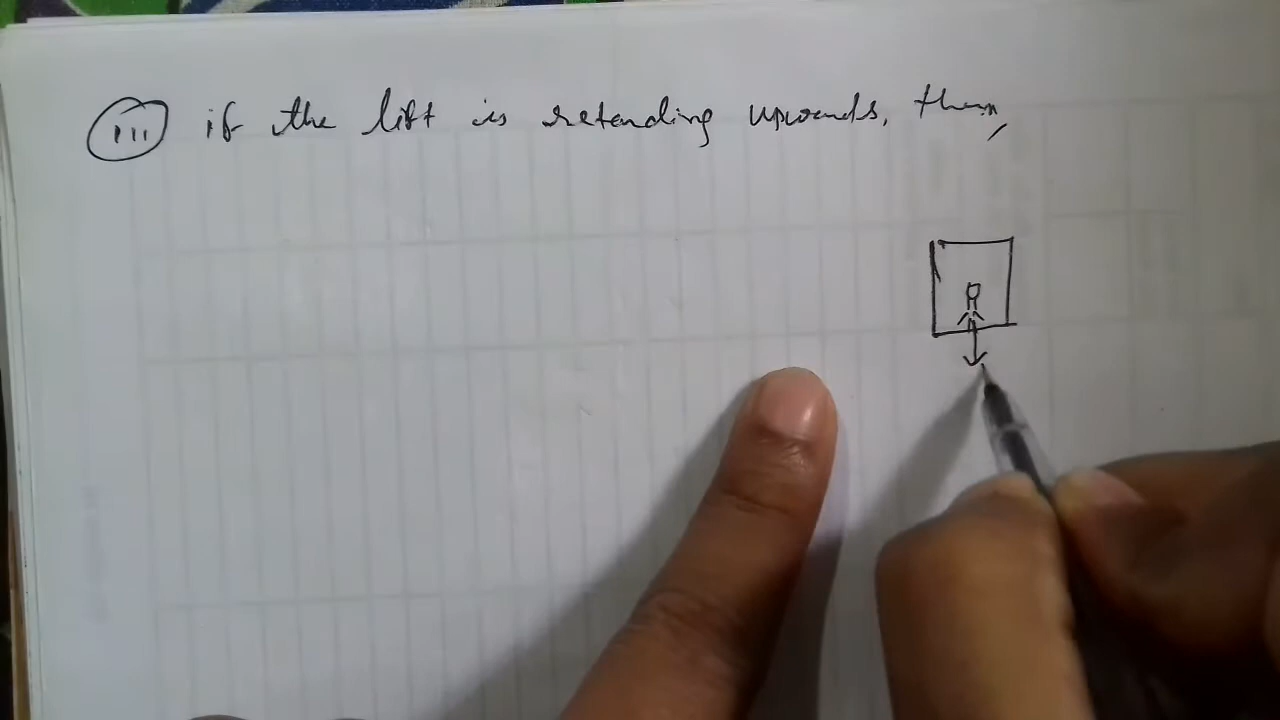 (iii) if the lift is retarding upwards, then,